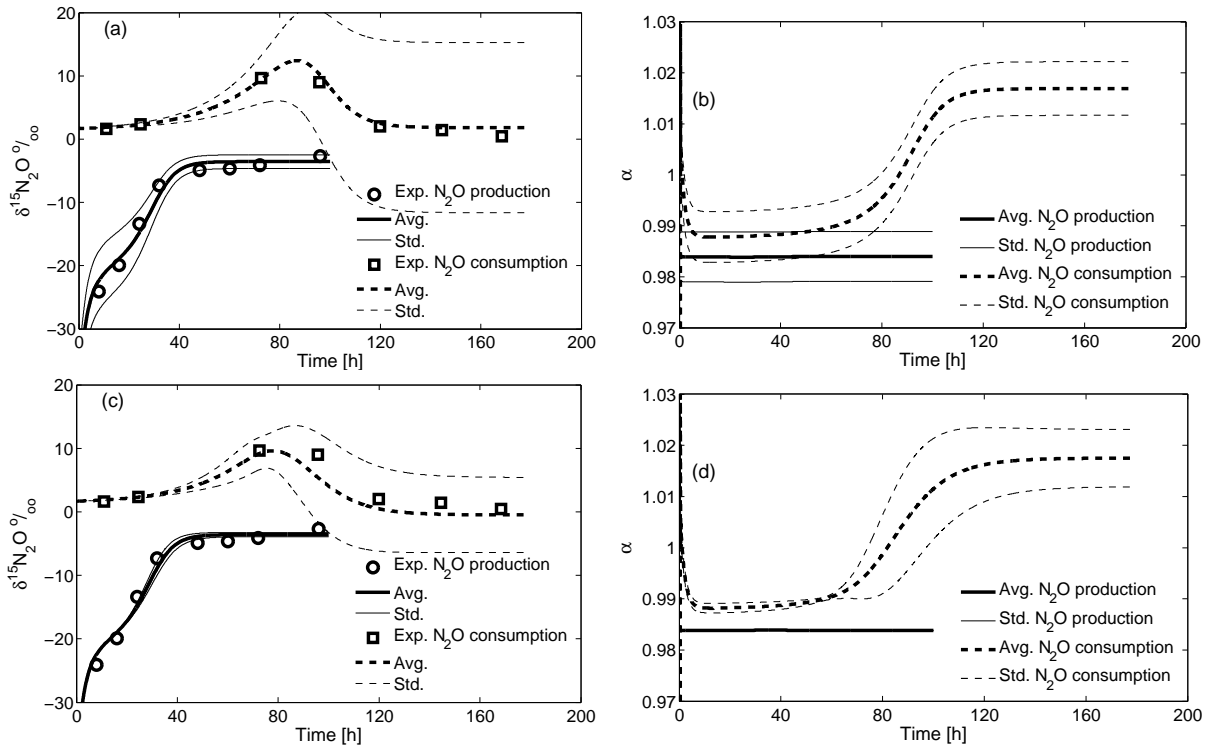 (a)
20
10
0
−10
−20
−30
δ¹⁵N₂O ⁰/₀₀
0 40 80 120 160 200
Time [h]
Exp. N₂O production
Avg.
Std.
Exp. N₂O consumption
Avg.
Std.
(b)
1.03
1.02
1.01
1
0.99
0.98
0.97
α
0 40 80 120 160 200
Time [h]
Avg. N₂O production
Std. N₂O production
Avg. N₂O consumption
Std. N₂O consumption
(c)
20
10
0
−10
−20
−30
δ¹⁵N₂O ⁰/₀₀
0 40 80 120 160 200
Time [h]
Exp. N₂O production
Avg.
Std.
Exp. N₂O consumption
Avg.
Std.
(d)
1.03
1.02
1.01
1
0.99
0.98
0.97
α
0 40 80 120 160 200
Time [h]
Avg. N₂O production
Std. N₂O production
Avg. N₂O consumption
Std. N₂O consumption